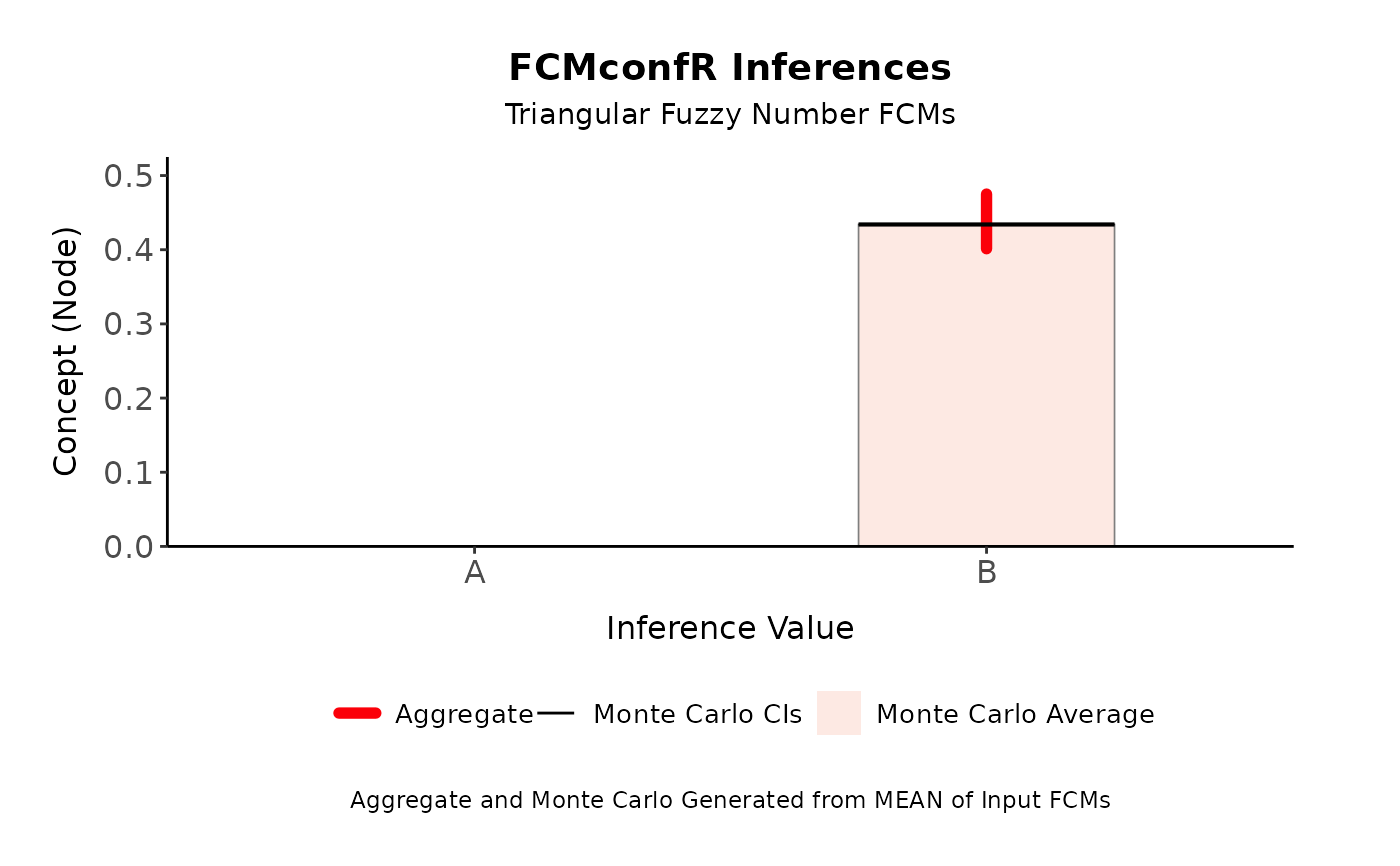 FCMconfR Inferences
Triangular Fuzzy Number FCMs
Concept (Node)
0.5
0.4
0.3
0.2
0.1
0.0
A B
Inference Value
Aggregate Monte Carlo CIs Monte Carlo Average
Aggregate and Monte Carlo Generated from MEAN of Input FCMs